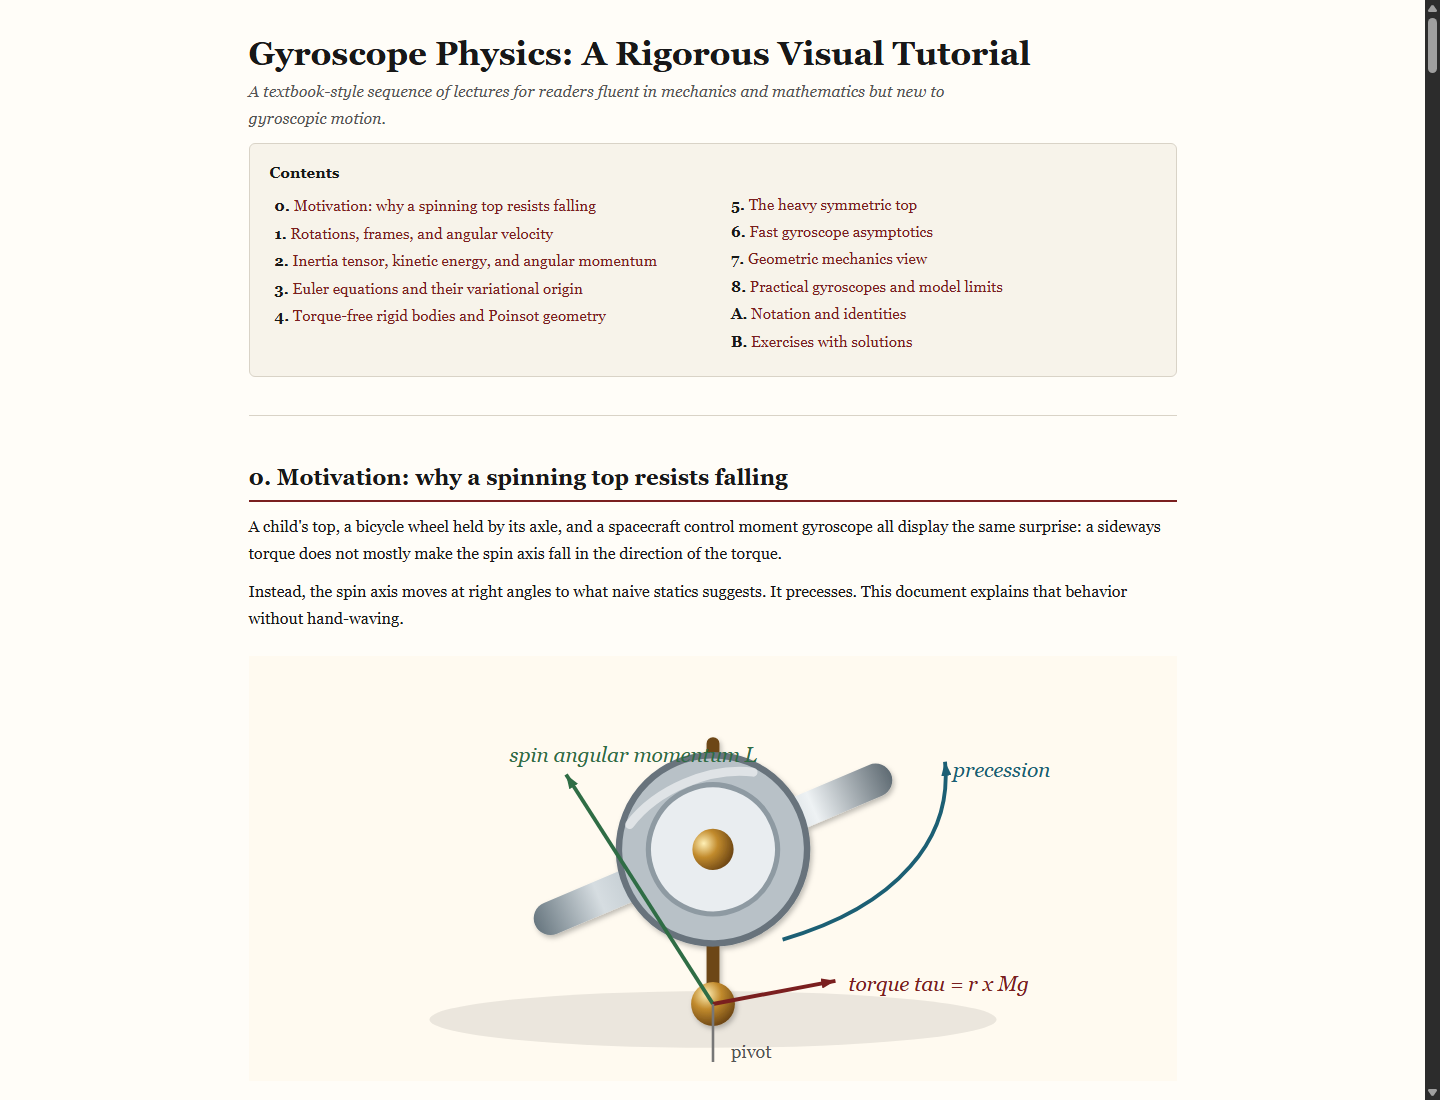 Gyroscope Physics: A Rigorous Visual Tutorial
A textbook-style sequence of lectures for readers fluent in mechanics and mathematics but new to
gyroscopic motion.
Contents
0. Motivation: why a spinning top resists falling
1. Rotations, frames, and angular velocity
2. Inertia tensor, kinetic energy, and angular momentum
3. Euler equations and their variational origin
4. Torque-free rigid bodies and Poinsot geometry
5. The heavy symmetric top
6. Fast gyroscope asymptotics
7. Geometric mechanics view
8. Practical gyroscopes and model limits
A. Notation and identities
B. Exercises with solutions
0. Motivation: why a spinning top resists falling
A child's top, a bicycle wheel held by its axle, and a spacecraft control moment gyroscope all display the same surprise: a sideways
torque does not mostly make the spin axis fall in the direction of the torque.
Instead, the spin axis moves at right angles to what naive statics suggests. It precesses. This document explains that behavior
without hand-waving.
spin angular momentum L
precession
torque tau = r x Mg
pivot